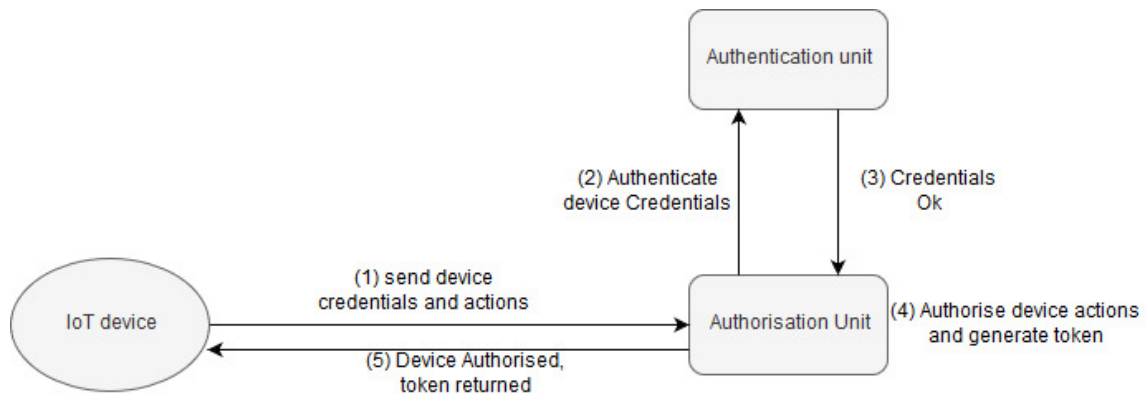 Authentication unit
(2) Authenticate
device Credentials
(3) Credentials
Ok
(1) send device
credentials and actions
IoT device
Authorisation Unit
(4) Authorise device actions
and generate token
(5) Device Authorised,
token returned